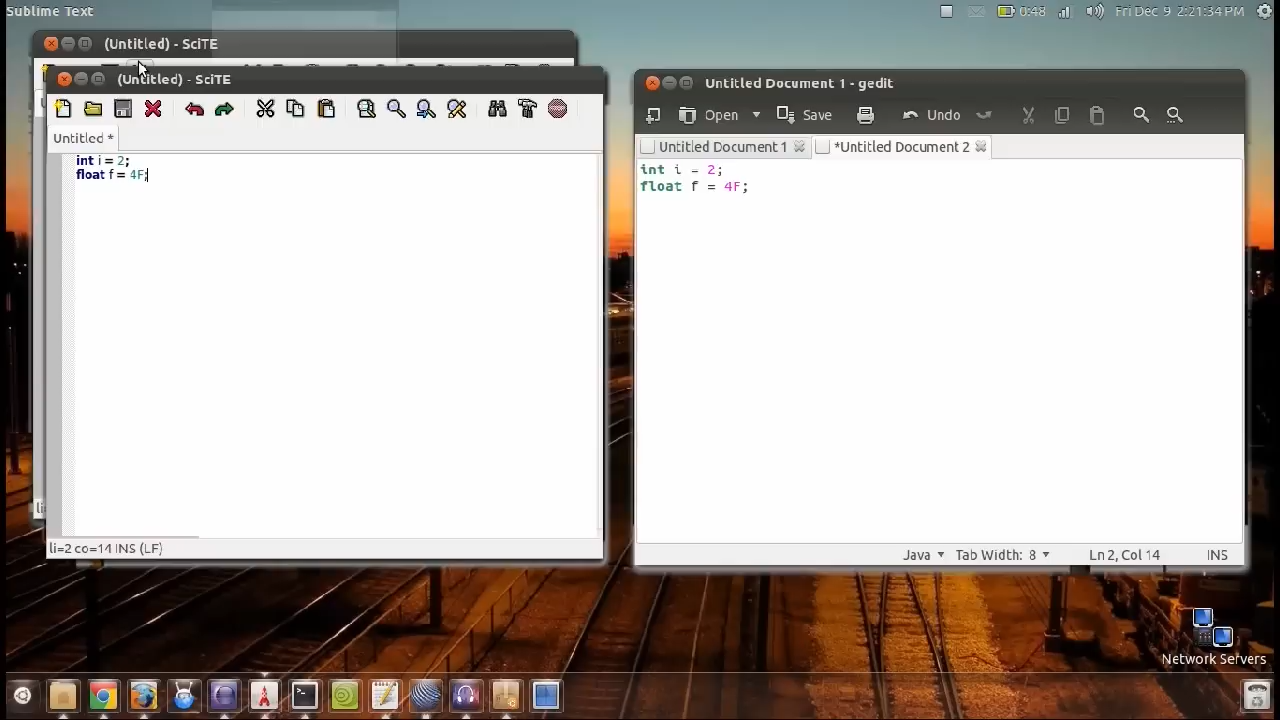 Sublime Text
0:48
Fri Dec 9 2:21:34 PM
(Untitled) - SciTE
(Untitled) - SciTE
Untitled *
int i = 2;
float f = 4F;
li=2 co=14 INS (LF)
Untitled Document 1 - gedit
Open
Save
Undo
Untitled Document 1
*Untitled Document 2
int i = 2;
float f = 4F;
Java
Tab Width: 8
Ln 2, Col 14
INS
Network Servers